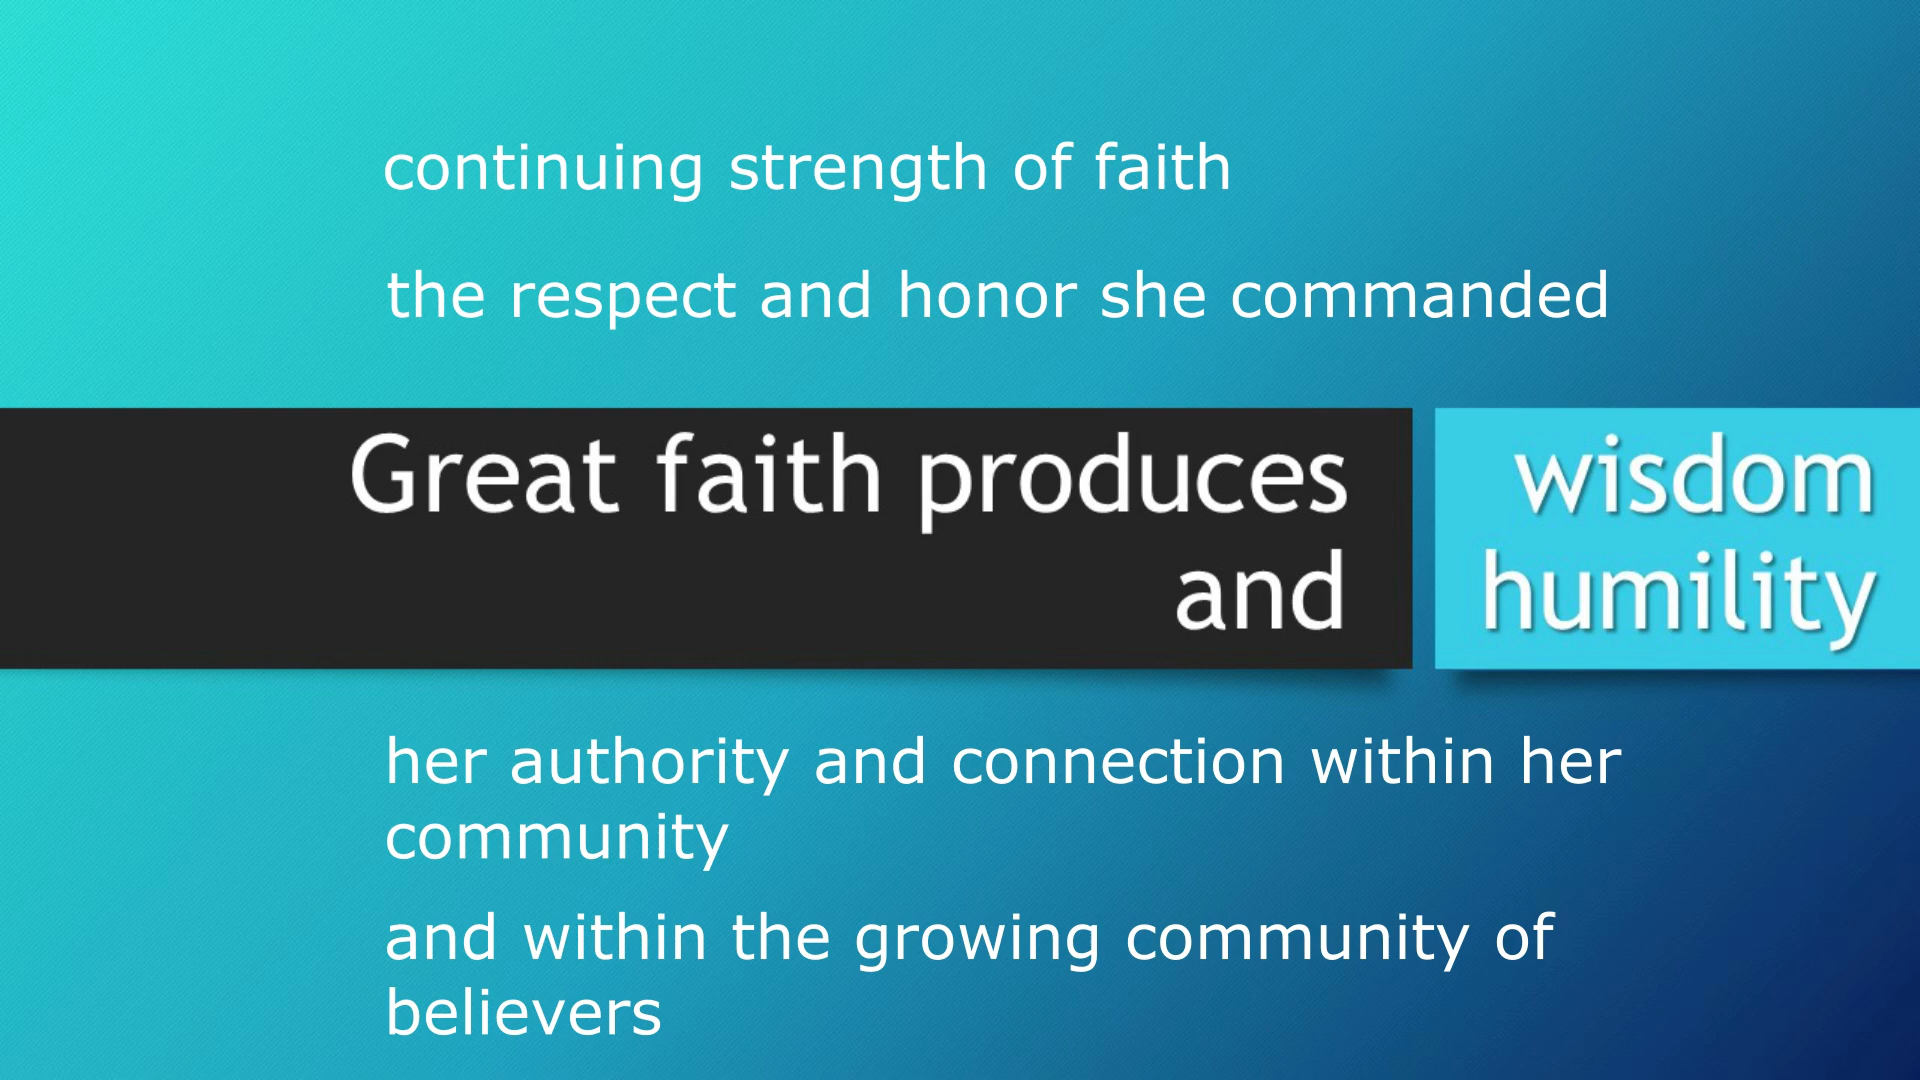 continuing strength of faith
the respect and honor she commanded
Great faith produces wisdom
and humility
her authority and connection within her
community
and within the growing community of
believers